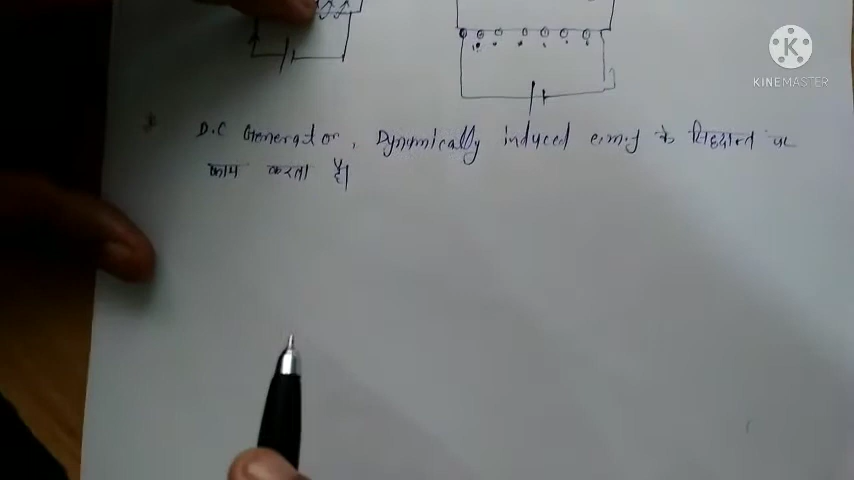 K
KINEMASTER
* D.C Generator, Dynamically induced e.m.f के सिद्धान्त पर
काम करता है।